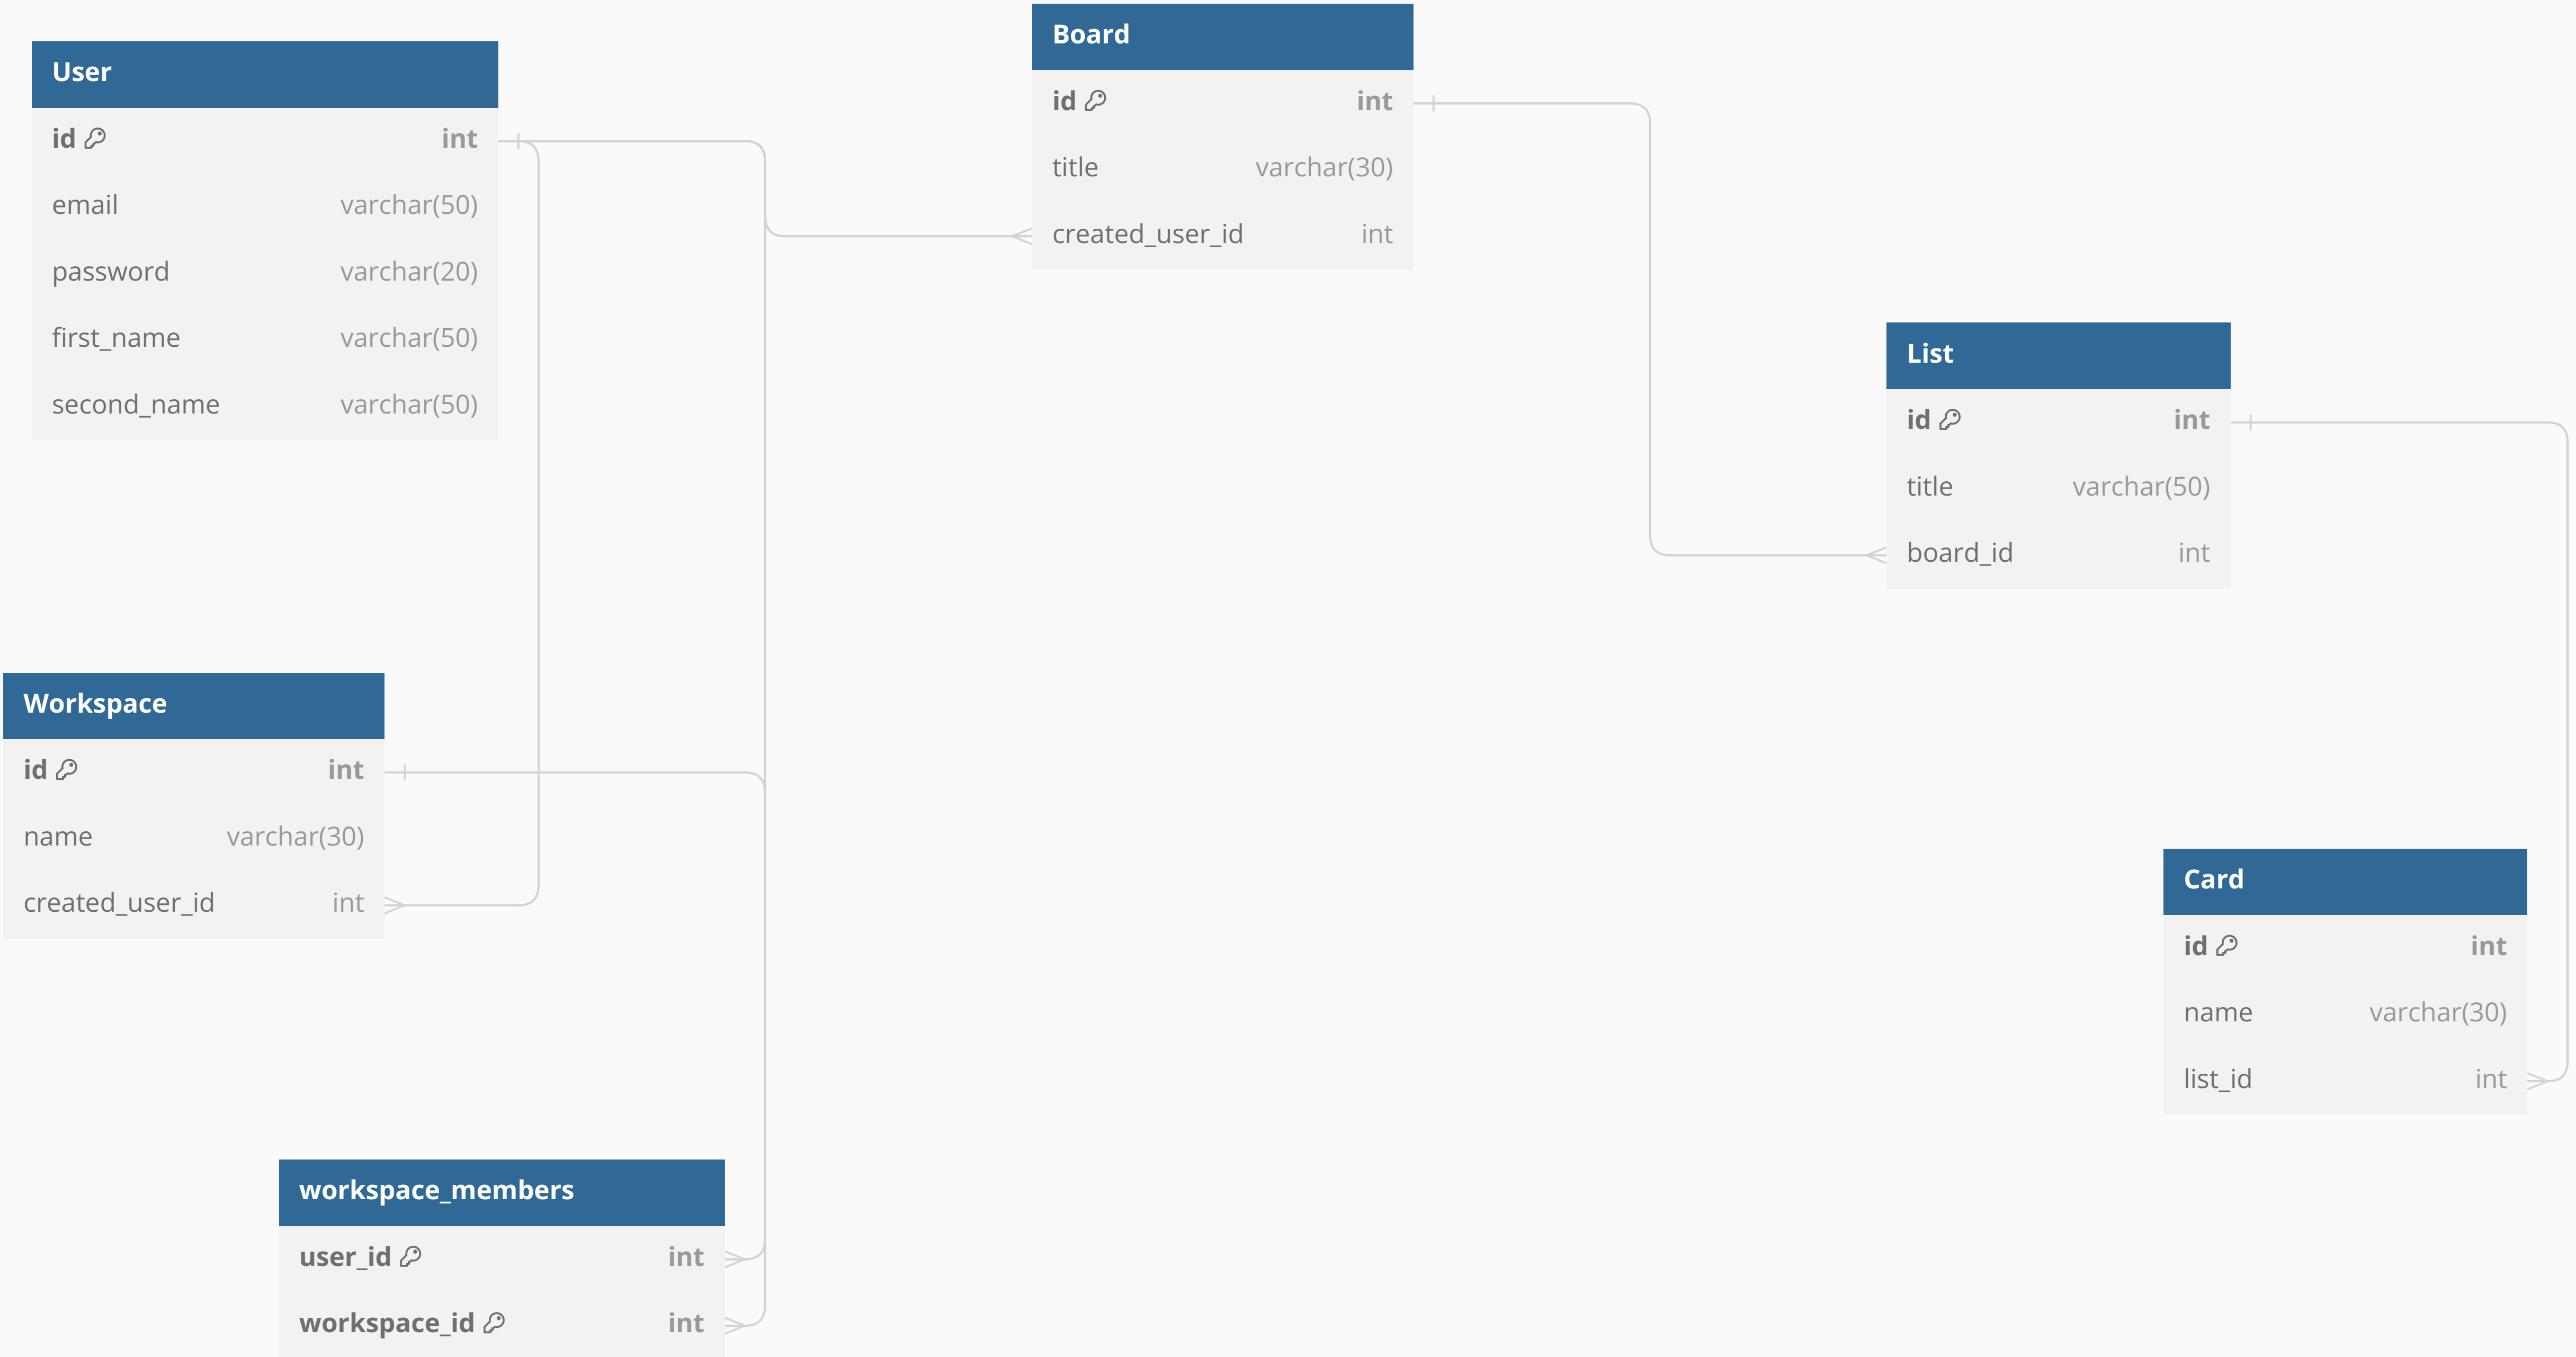 User
id int
email varchar(50)
password varchar(20)
first_name varchar(50)
second_name varchar(50)
Board
id int
title varchar(30)
created_user_id int
List
id int
title varchar(50)
board_id int
Workspace
id int
name varchar(30)
created_user_id int
Card
id int
name varchar(30)
list_id int
workspace_members
user_id int
workspace_id int